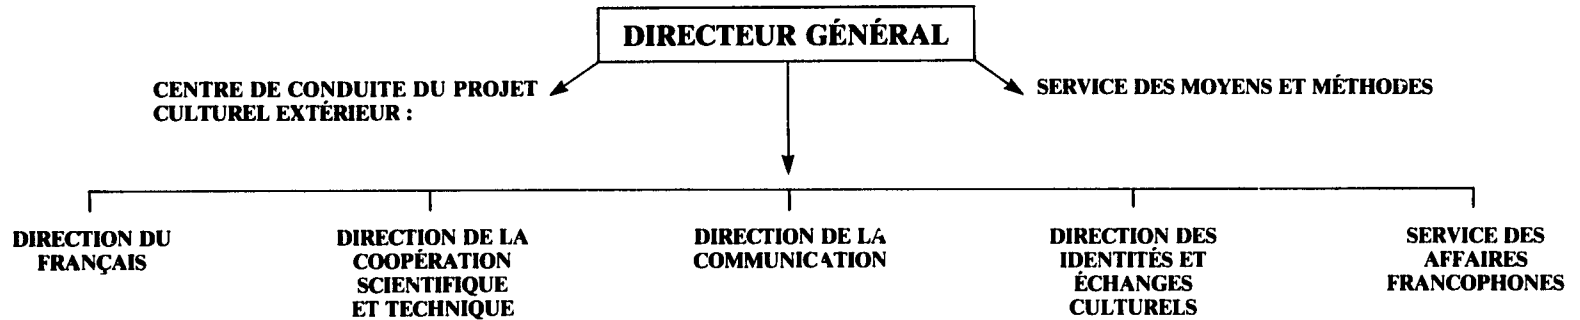 DIRECTEUR GÉNÉRAL
CENTRE DE CONDUITE DU PROJET
CULTUREL EXTÉRIEUR :
SERVICE DES MOYENS ET MÉTHODES
DIRECTION DU
FRANÇAIS
DIRECTION DE LA
COOPÉRATION
SCIENTIFIQUE
ET TECHNIQUE
DIRECTION DE LA
COMMUNICATION
DIRECTION DES
IDENTITÉS ET
ÉCHANGES
CULTURELS
SERVICE DES
AFFAIRES
FRANCOPHONES